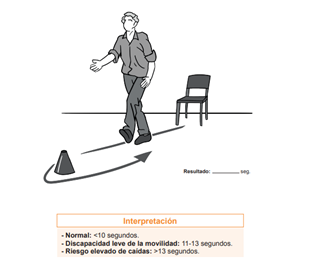 Resultado: ________ seg.
Interpretación
- Normal: <10 segundos.
- Discapacidad leve de la movilidad: 11-13 segundos.
- Riesgo elevado de caídas: >13 segundos.